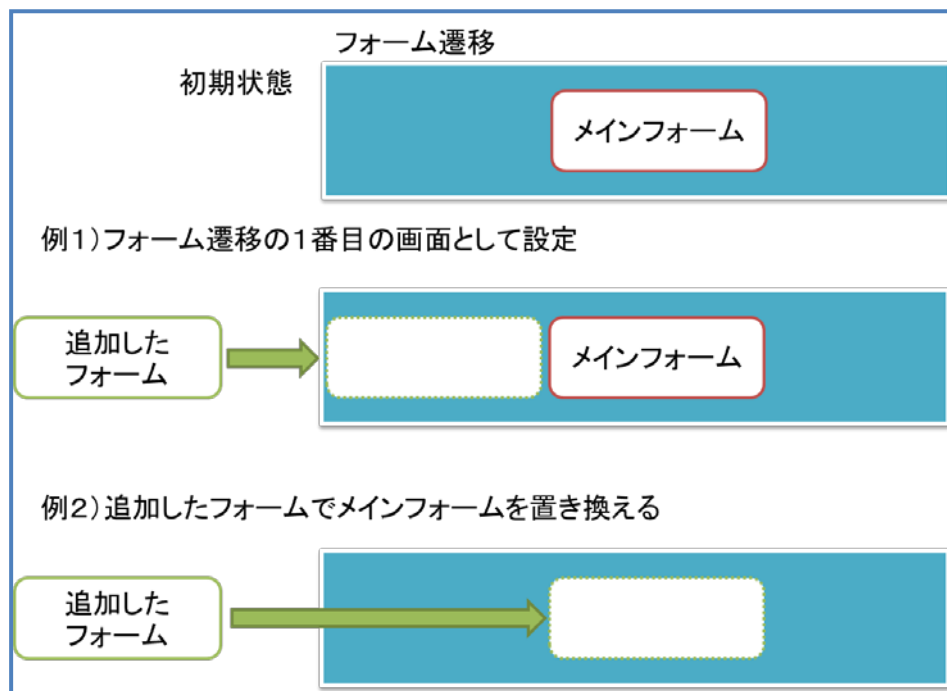 フォーム遷移
初期状態
メインフォーム
例1）フォーム遷移の1番目の画面として設定
追加した
フォーム
メインフォーム
例2）追加したフォームでメインフォームを置き換える
追加した
フォーム